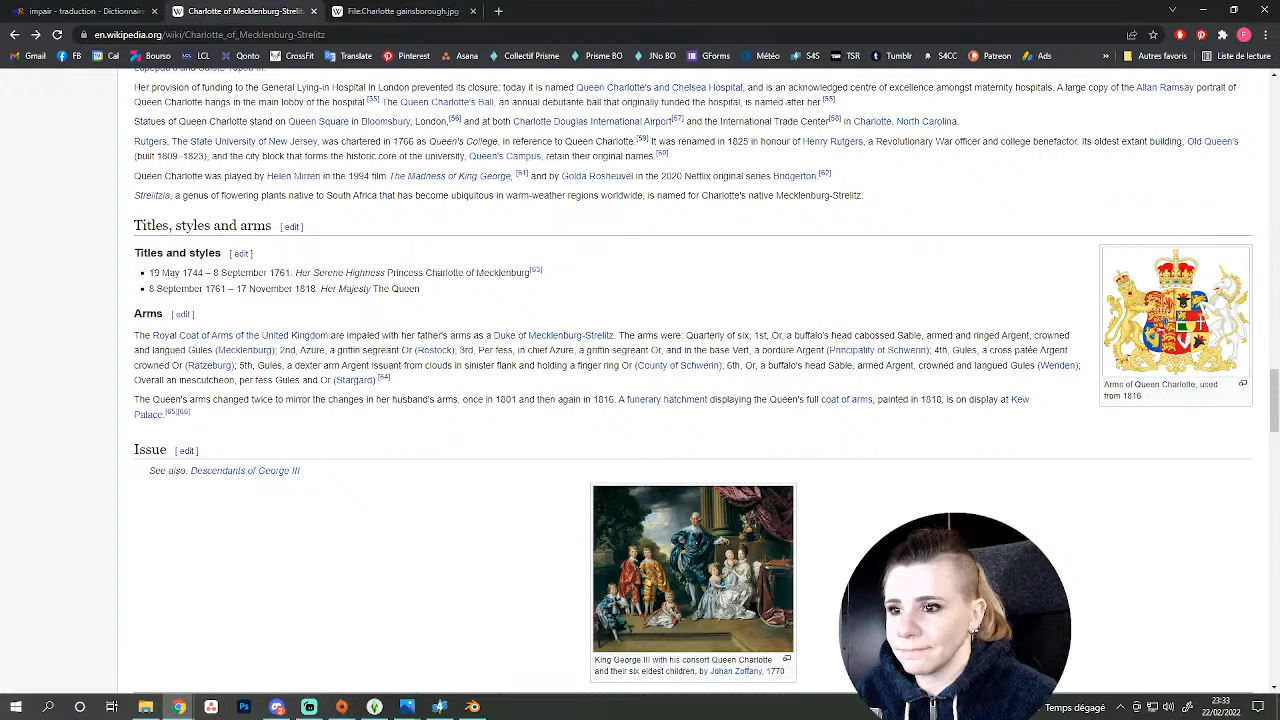 impair - traduction - Dictionnaire
Charlotte of Mecklenburg-Strelit
File:Charlotte gainsborough.jpg
en.wikipedia.org/wiki/Charlotte_of_Mecklenburg-Strelitz
Gmail FB Cal Bourso LCL CrossFit Translate Pinterest Asana Collectif Prisme Prisme BO JNo BO GForms Météo S4S TSR Tumblr S4CC Patreon Ads » Autres favoris Liste de lecture
Her provision of funding to the General Lying-in Hospital in London prevented its closure; today it is named Queen Charlotte's and Chelsea Hospital, and is an acknowledged centre of excellence amongst maternity hospitals. A large copy of the Allan Ramsay portrait of
Queen Charlotte hangs in the main lobby of the hospital.[35] The Queen Charlotte's Ball, an annual debutante ball that originally funded the hospital, is named after her.[55]
Statues of Queen Charlotte stand on Queen Square in Bloomsbury, London,[56] and at both Charlotte Douglas International Airport[57] and the International Trade Center[58] in Charlotte, North Carolina.
Rutgers, The State University of New Jersey, was chartered in 1766 as Queen's College, in reference to Queen Charlotte.[59] It was renamed in 1825 in honour of Henry Rutgers, a Revolutionary War officer and college benefactor. Its oldest extant building, Old Queen's
(built 1809–1823), and the city block that forms the historic core of the university, Queen's Campus, retain their original names.[60]
Queen Charlotte was played by Helen Mirren in the 1994 film The Madness of King George, [61] and by Golda Rosheuvel in the 2020 Netflix original series Bridgerton.[62]
Strelitzia, a genus of flowering plants native to South Africa that has become ubiquitous in warm-weather regions worldwide, is named for Charlotte's native Mecklenburg-Strelitz.
Titles, styles and arms [ edit ]
Titles and styles [ edit ]
• 19 May 1744 – 8 September 1761: Her Serene Highness Princess Charlotte of Mecklenburg[63]
• 8 September 1761 – 17 November 1818: Her Majesty The Queen
Arms [ edit ]
The Royal Coat of Arms of the United Kingdom are impaled with her father's arms as a Duke of Mecklenburg-Strelitz. The arms were: Quarterly of six, 1st, Or, a buffalo's head cabossed Sable, armed and ringed Argent, crowned
and langued Gules (Mecklenburg); 2nd, Azure, a griffin segreant Or (Rostock); 3rd, Per fess, in chief Azure, a griffin segreant Or, and in the base Vert, a bordure Argent (Principality of Schwerin); 4th, Gules, a cross patée Argent
crowned Or (Ratzeburg); 5th, Gules, a dexter arm Argent issuant from clouds in sinister flank and holding a finger ring Or (County of Schwerin); 6th, Or, a buffalo's head Sable, armed Argent, crowned and langued Gules (Wenden);
Overall an inescutcheon, per fess Gules and Or (Stargard).[64]
The Queen's arms changed twice to mirror the changes in her husband's arms, once in 1801 and then again in 1816. A funerary hatchment displaying the Queen's full coat of arms, painted in 1818, is on display at Kew
Palace.[65][66]
Arms of Queen Charlotte, used
from 1816
Issue [ edit ]
See also: Descendants of George III
King George III with his consort Queen Charlotte
and their six eldest children, by Johan Zoffany, 1770
Temps dégagé
23:33
22/02/2022